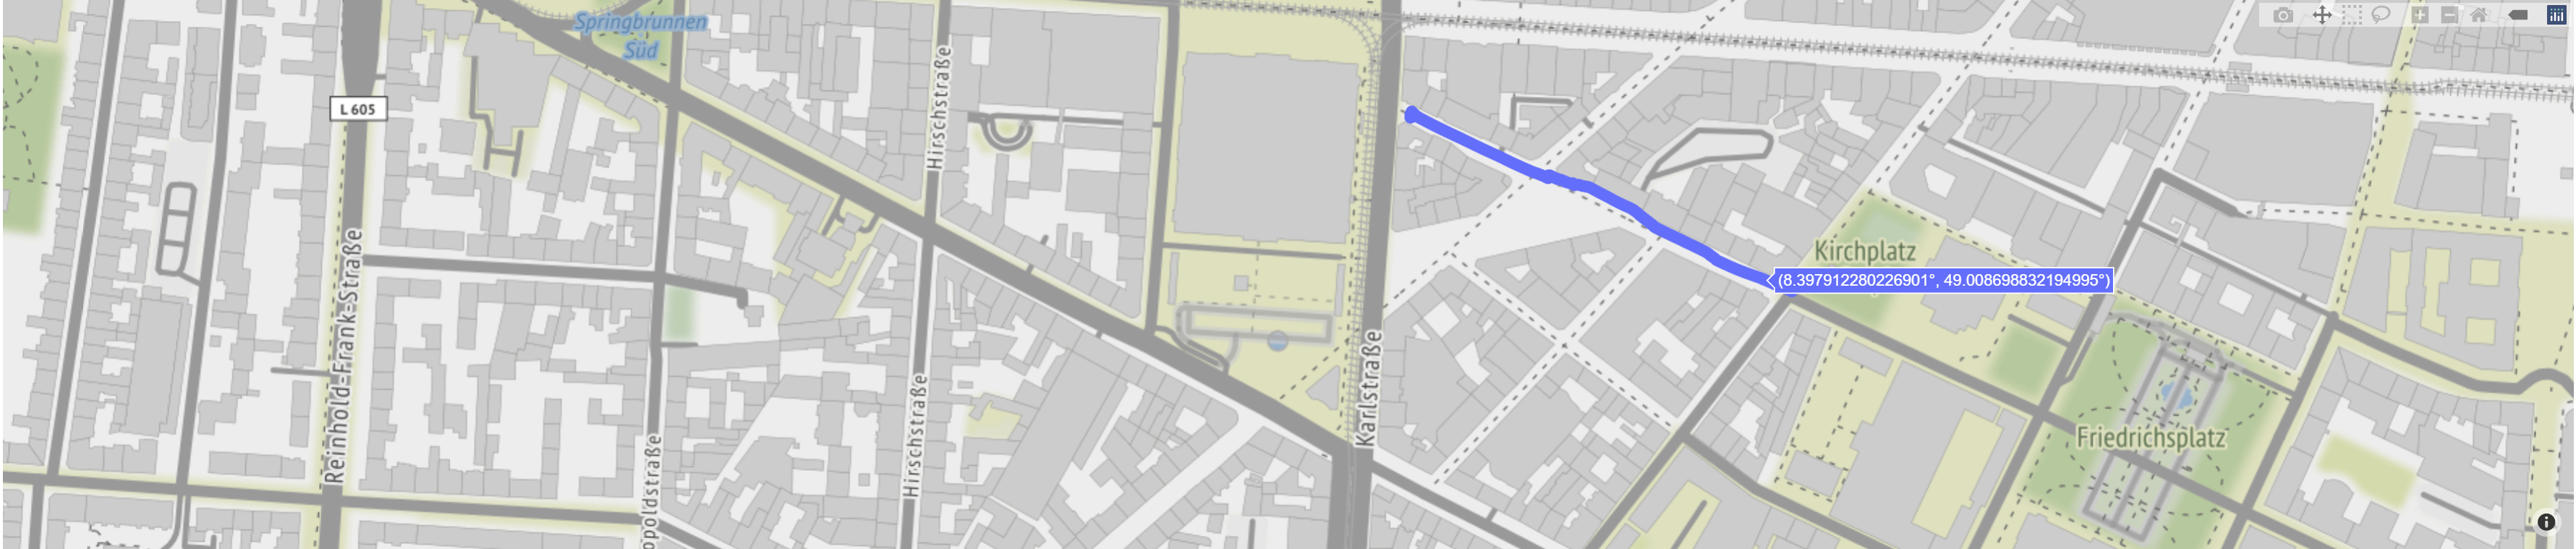 Springbrunnen
Süd
L 605
Hirschstraße
Reinhold-Frank-Straße
Kirchplatz
(8.397912280226901°, 49.008698832194995°)
Karlstraße
Hirschstraße
Friedrichsplatz
opoldstraße